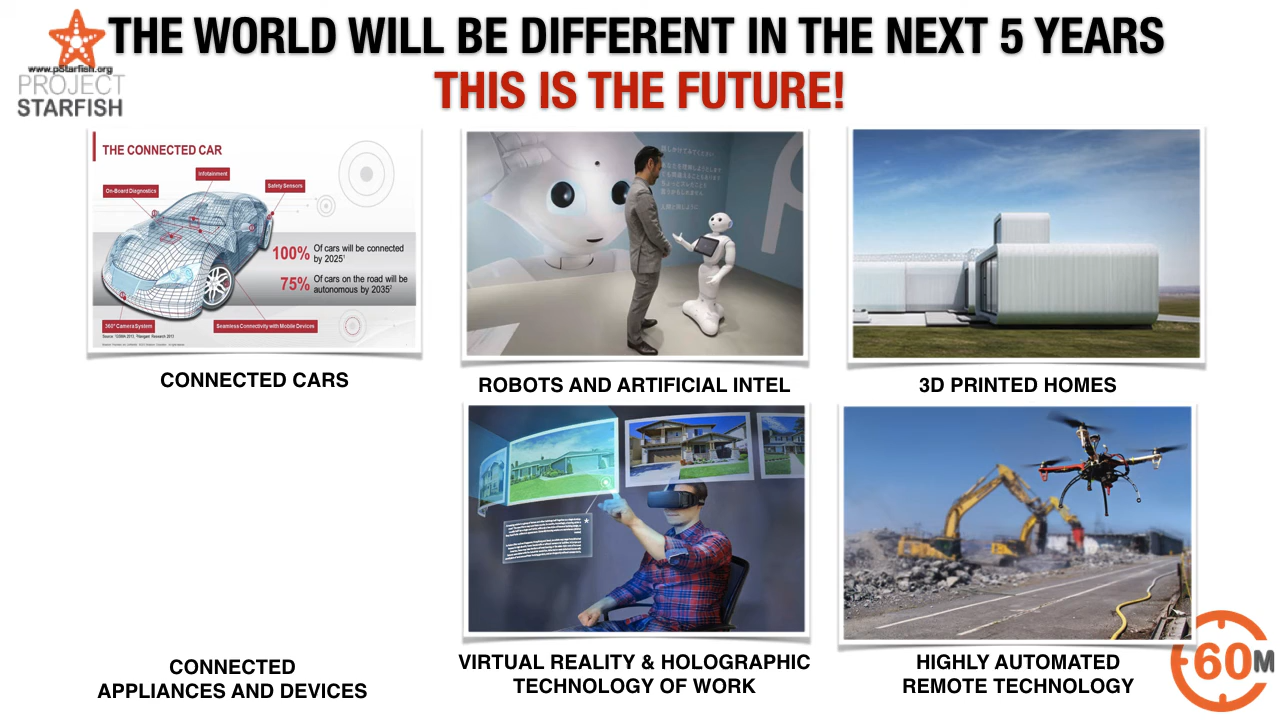 THE WORLD WILL BE DIFFERENT IN THE NEXT 5 YEARS
THIS IS THE FUTURE!
www.pStarfish.org
PROJECT
STARFISH
THE CONNECTED CAR
Infotainment
On-Board Diagnostics
Safety Sensors
100% Of cars will be connected
by 2025¹
75% Of cars on the road will be
autonomous by 2035²
360° Camera System
Seamless Connectivity with Mobile Devices
CONNECTED CARS
ROBOTS AND ARTIFICIAL INTEL
3D PRINTED HOMES
CONNECTED
APPLIANCES AND DEVICES
VIRTUAL REALITY & HOLOGRAPHIC
TECHNOLOGY OF WORK
HIGHLY AUTOMATED
REMOTE TECHNOLOGY
60M